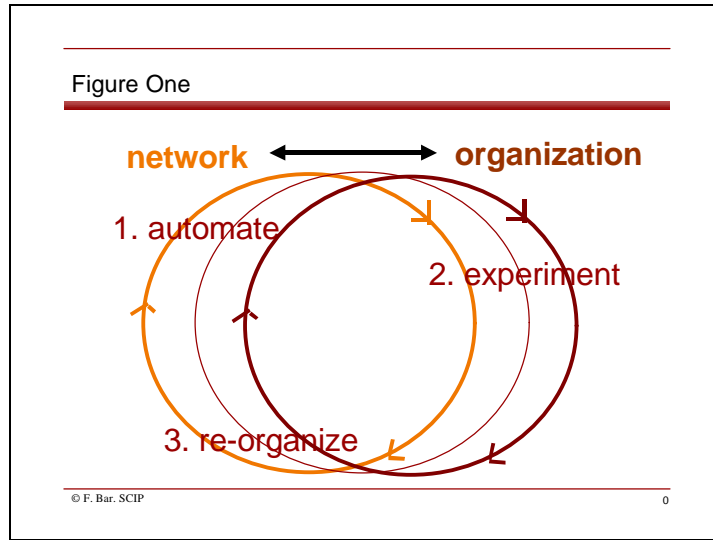 Figure One
network organization
1. automate
2. experiment
3. re-organize
© F. Bar. SCIP 0